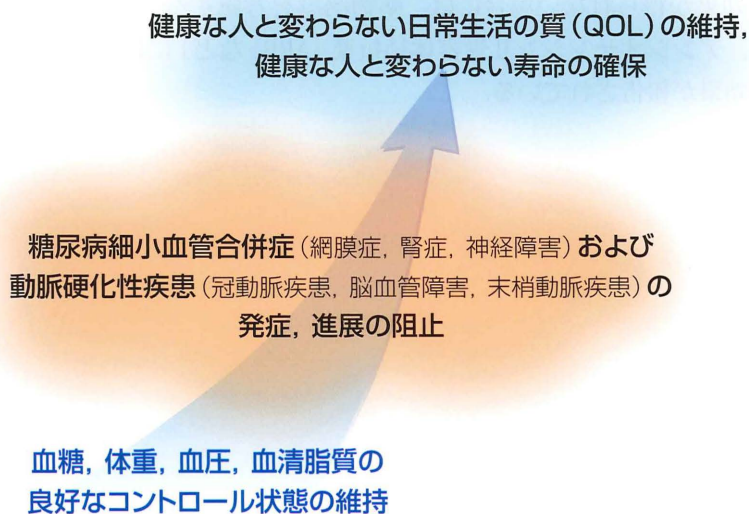 健康な人と変わらない日常生活の質(QOL)の維持,
健康な人と変わらない寿命の確保
糖尿病細小血管合併症(網膜症, 腎症, 神経障害)および
動脈硬化性疾患(冠動脈疾患, 脳血管障害, 末梢動脈疾患)の
発症, 進展の阻止
血糖, 体重, 血圧, 血清脂質の
良好なコントロール状態の維持